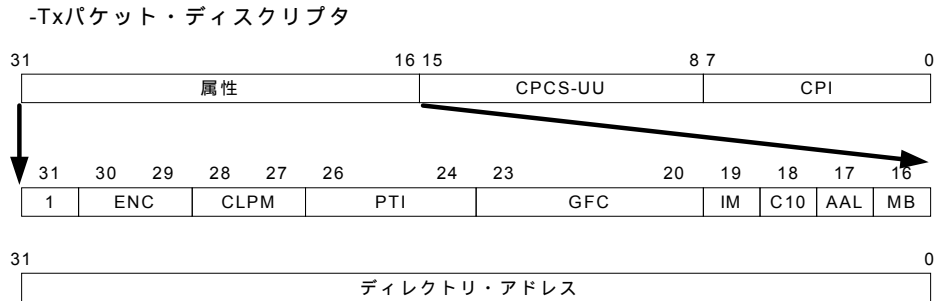 -Txパケット・ディスクリプタ
31 16 15 8 7 0
属性 CPCS-UU CPI
31 30 29 28 27 26 24 23 20 19 18 17 16
1 ENC CLPM PTI GFC IM C10 AAL MB
31 0
ディレクトリ・アドレス